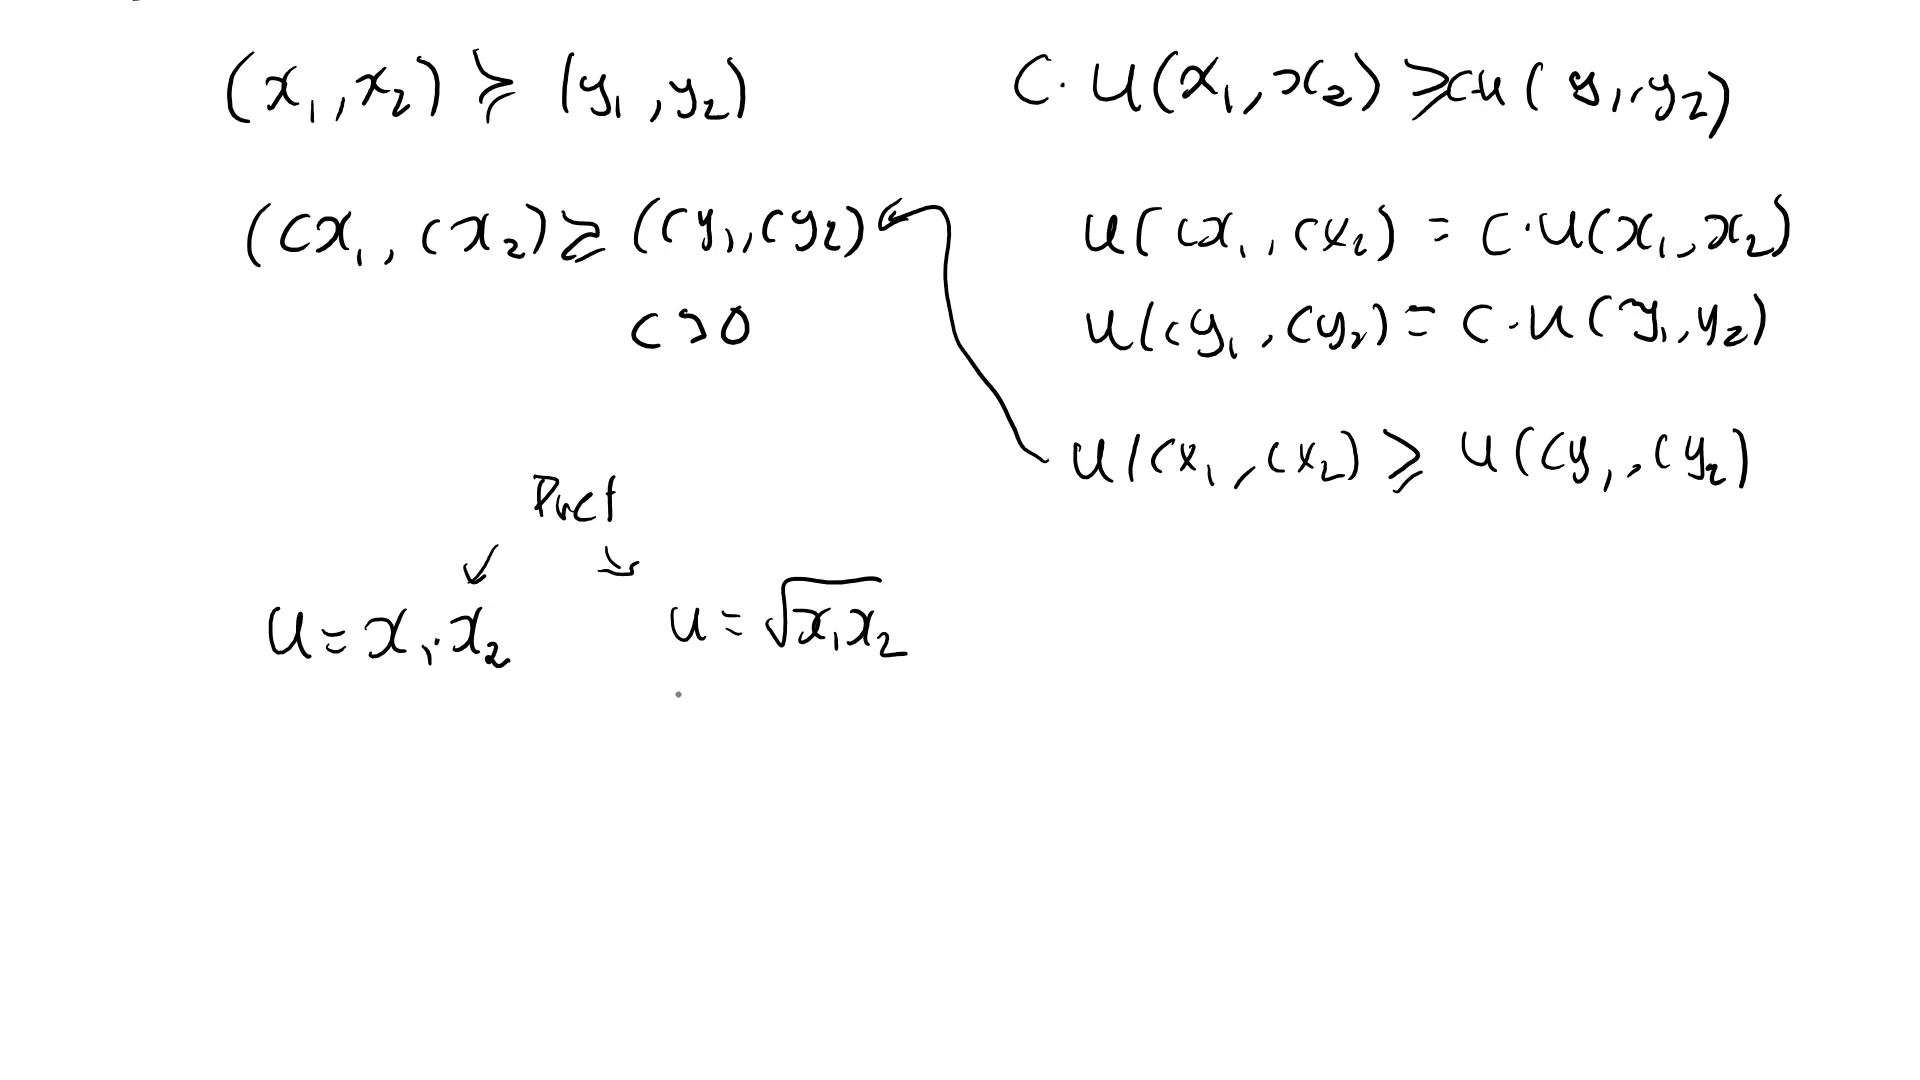 (x₁, x₂) ≽ (y₁, y₂)
(cx₁, cx₂) ≽ (cy₁, cy₂)
c > 0
u = x₁·x₂
u = √x₁x₂
c·u(x₁, x₂) ⩾ cu(y₁, y₂)
u(cx₁, cx₂) = c·u(x₁, x₂)
u(cy₁, cy₂) = c·u(y₁, y₂)
u(cx₁, cx₂) ⩾ u(cy₁, cy₂)